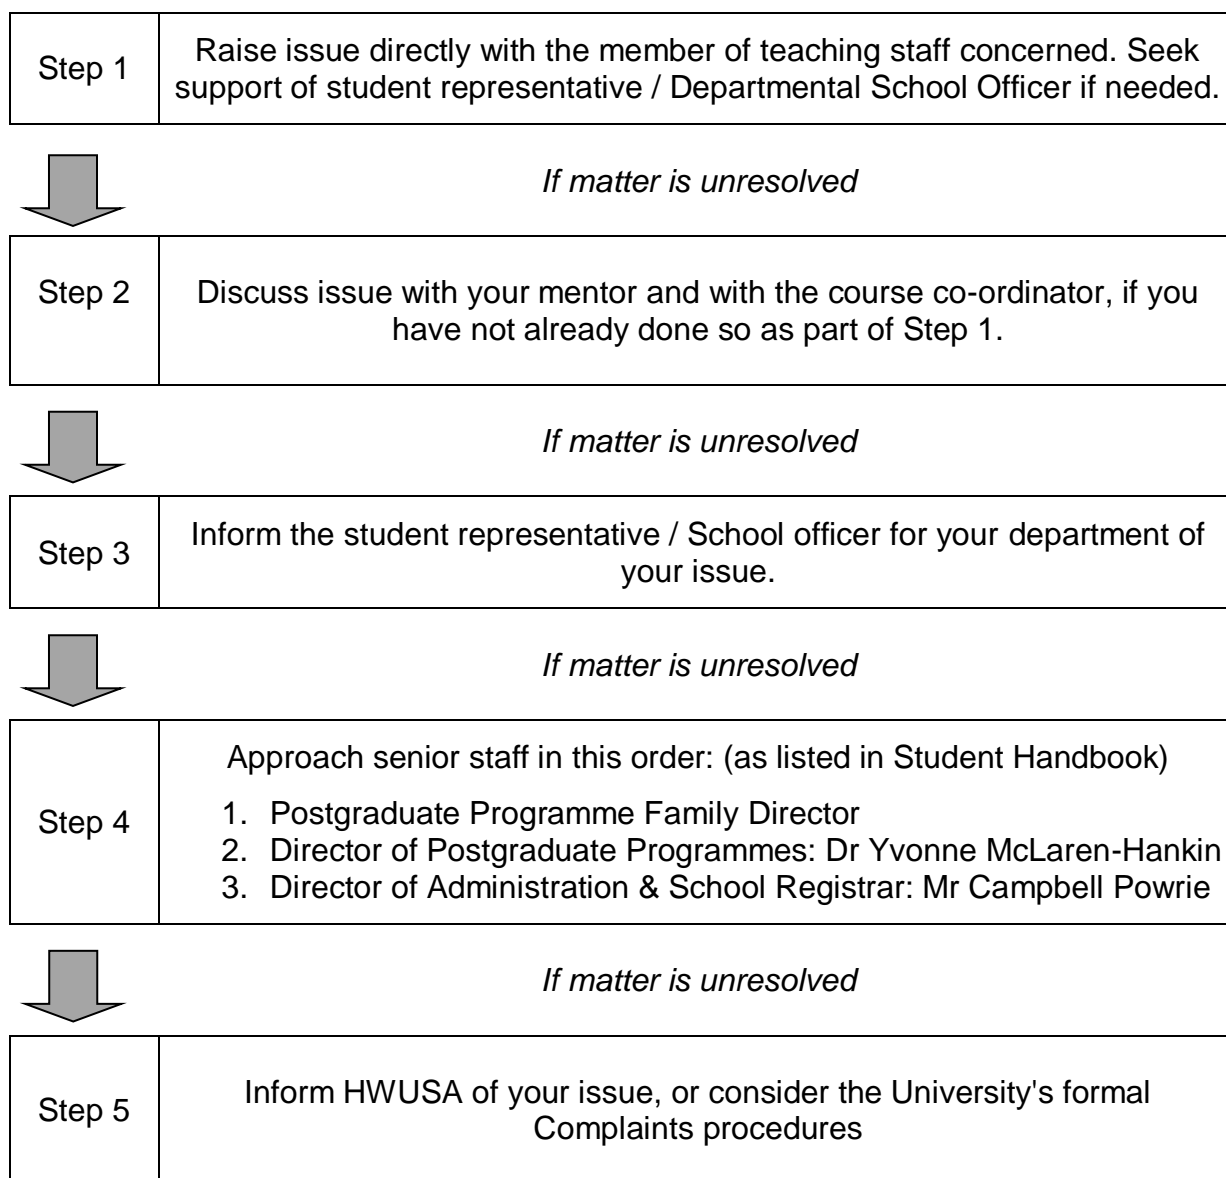 Step 1
Raise issue directly with the member of teaching staff concerned. Seek
support of student representative / Departmental School Officer if needed.
If matter is unresolved
Step 2
Discuss issue with your mentor and with the course co-ordinator, if you
have not already done so as part of Step 1.
If matter is unresolved
Step 3
Inform the student representative / School officer for your department of
your issue.
If matter is unresolved
Step 4
Approach senior staff in this order: (as listed in Student Handbook)
1. Postgraduate Programme Family Director
2. Director of Postgraduate Programmes: Dr Yvonne McLaren-Hankin
3. Director of Administration & School Registrar: Mr Campbell Powrie
If matter is unresolved
Step 5
Inform HWUSA of your issue, or consider the University's formal
Complaints procedures